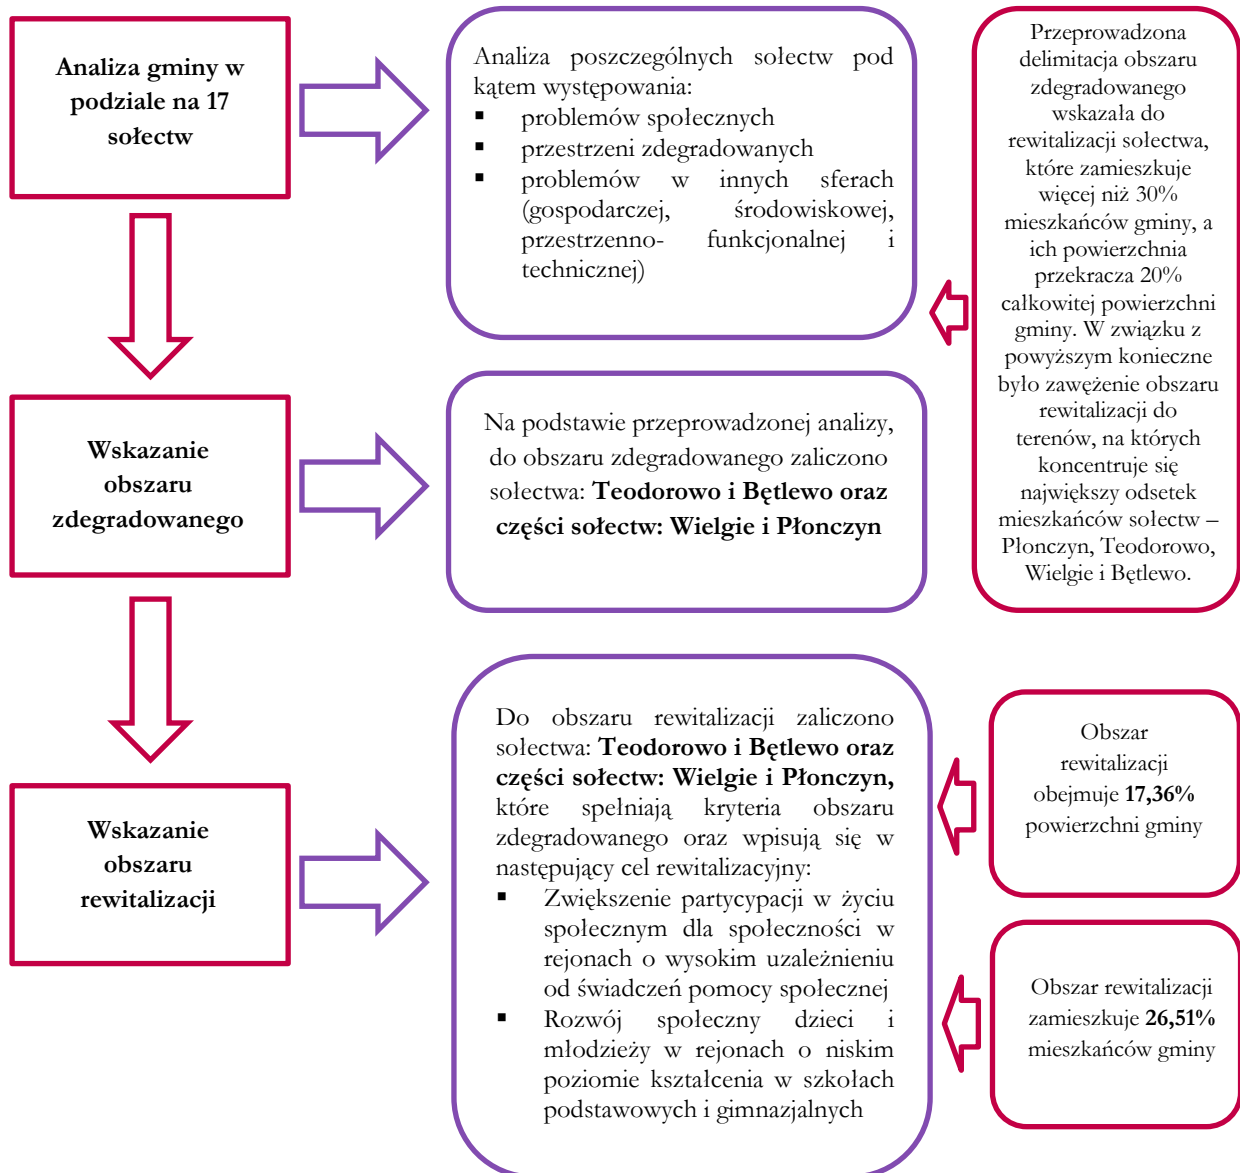 Analiza gminy w
podziale na 17
sołectw
Analiza poszczególnych sołectw pod
kątem występowania:
▪ problemów społecznych
▪ przestrzeni zdegradowanych
▪ problemów w innych sferach
(gospodarczej, środowiskowej,
przestrzenno- funkcjonalnej i
technicznej)
Przeprowadzona
delimitacja obszaru
zdegradowanego
wskazała do
rewitalizacji sołectwa,
które zamieszkuje
więcej niż 30%
mieszkańców gminy, a
ich powierzchnia
przekracza 20%
całkowitej powierzchni
gminy. W związku z
powyższym konieczne
było zawężenie obszaru
rewitalizacji do
terenów, na których
koncentruje się
największy odsetek
mieszkańców sołectw –
Płonczyn, Teodorowo,
Wielgie i Bętlewo.
Wskazanie
obszaru
zdegradowanego
Na podstawie przeprowadzonej analizy,
do obszaru zdegradowanego zaliczono
sołectwa: Teodorowo i Bętlewo oraz
części sołectw: Wielgie i Płonczyn
Wskazanie
obszaru
rewitalizacji
Do obszaru rewitalizacji zaliczono
sołectwa: Teodorowo i Bętlewo oraz
części sołectw: Wielgie i Płonczyn,
które spełniają kryteria obszaru
zdegradowanego oraz wpisują się w
następujący cel rewitalizacyjny:
▪ Zwiększenie partycypacji w życiu
społecznym dla społeczności w
rejonach o wysokim uzależnieniu
od świadczeń pomocy społecznej
▪ Rozwój społeczny dzieci i
młodzieży w rejonach o niskim
poziomie kształcenia w szkołach
podstawowych i gimnazjalnych
Obszar
rewitalizacji
obejmuje 17,36%
powierzchni gminy
Obszar rewitalizacji
zamieszkuje 26,51%
mieszkańców gminy